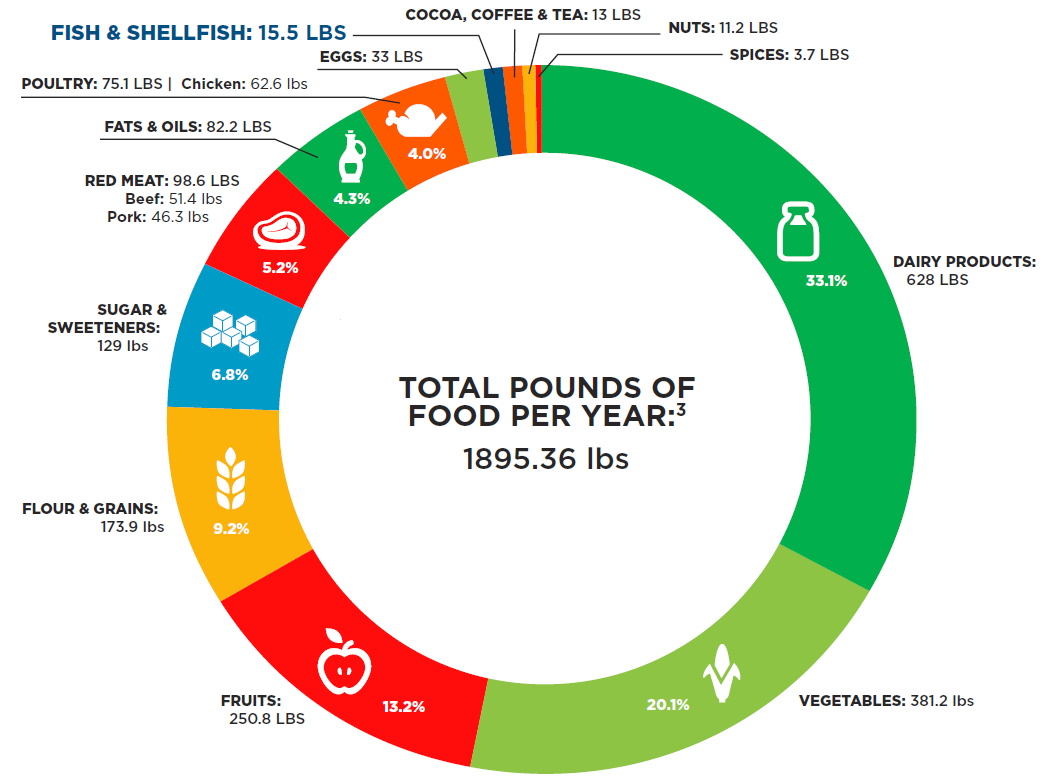 COCOA, COFFEE & TEA: 13 LBS
FISH & SHELLFISH: 15.5 LBS
NUTS: 11.2 LBS
EGGS: 33 LBS
SPICES: 3.7 LBS
POULTRY: 75.1 LBS | Chicken: 62.6 lbs
FATS & OILS: 82.2 LBS
4.0%
RED MEAT: 98.6 LBS
Beef: 51.4 lbs
Pork: 46.3 lbs
4.3%
5.2%
DAIRY PRODUCTS:
628 LBS
33.1%
SUGAR &
SWEETENERS:
129 lbs
6.8%
TOTAL POUNDS OF
FOOD PER YEAR:³
1895.36 lbs
FLOUR & GRAINS:
173.9 lbs
9.2%
FRUITS:
250.8 LBS
13.2%
20.1%
VEGETABLES: 381.2 lbs